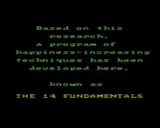 Based on this
research,
a program of
happiness-increasing
techniques has been
developed here,
known as
THE 14 FUNDAMENTALS